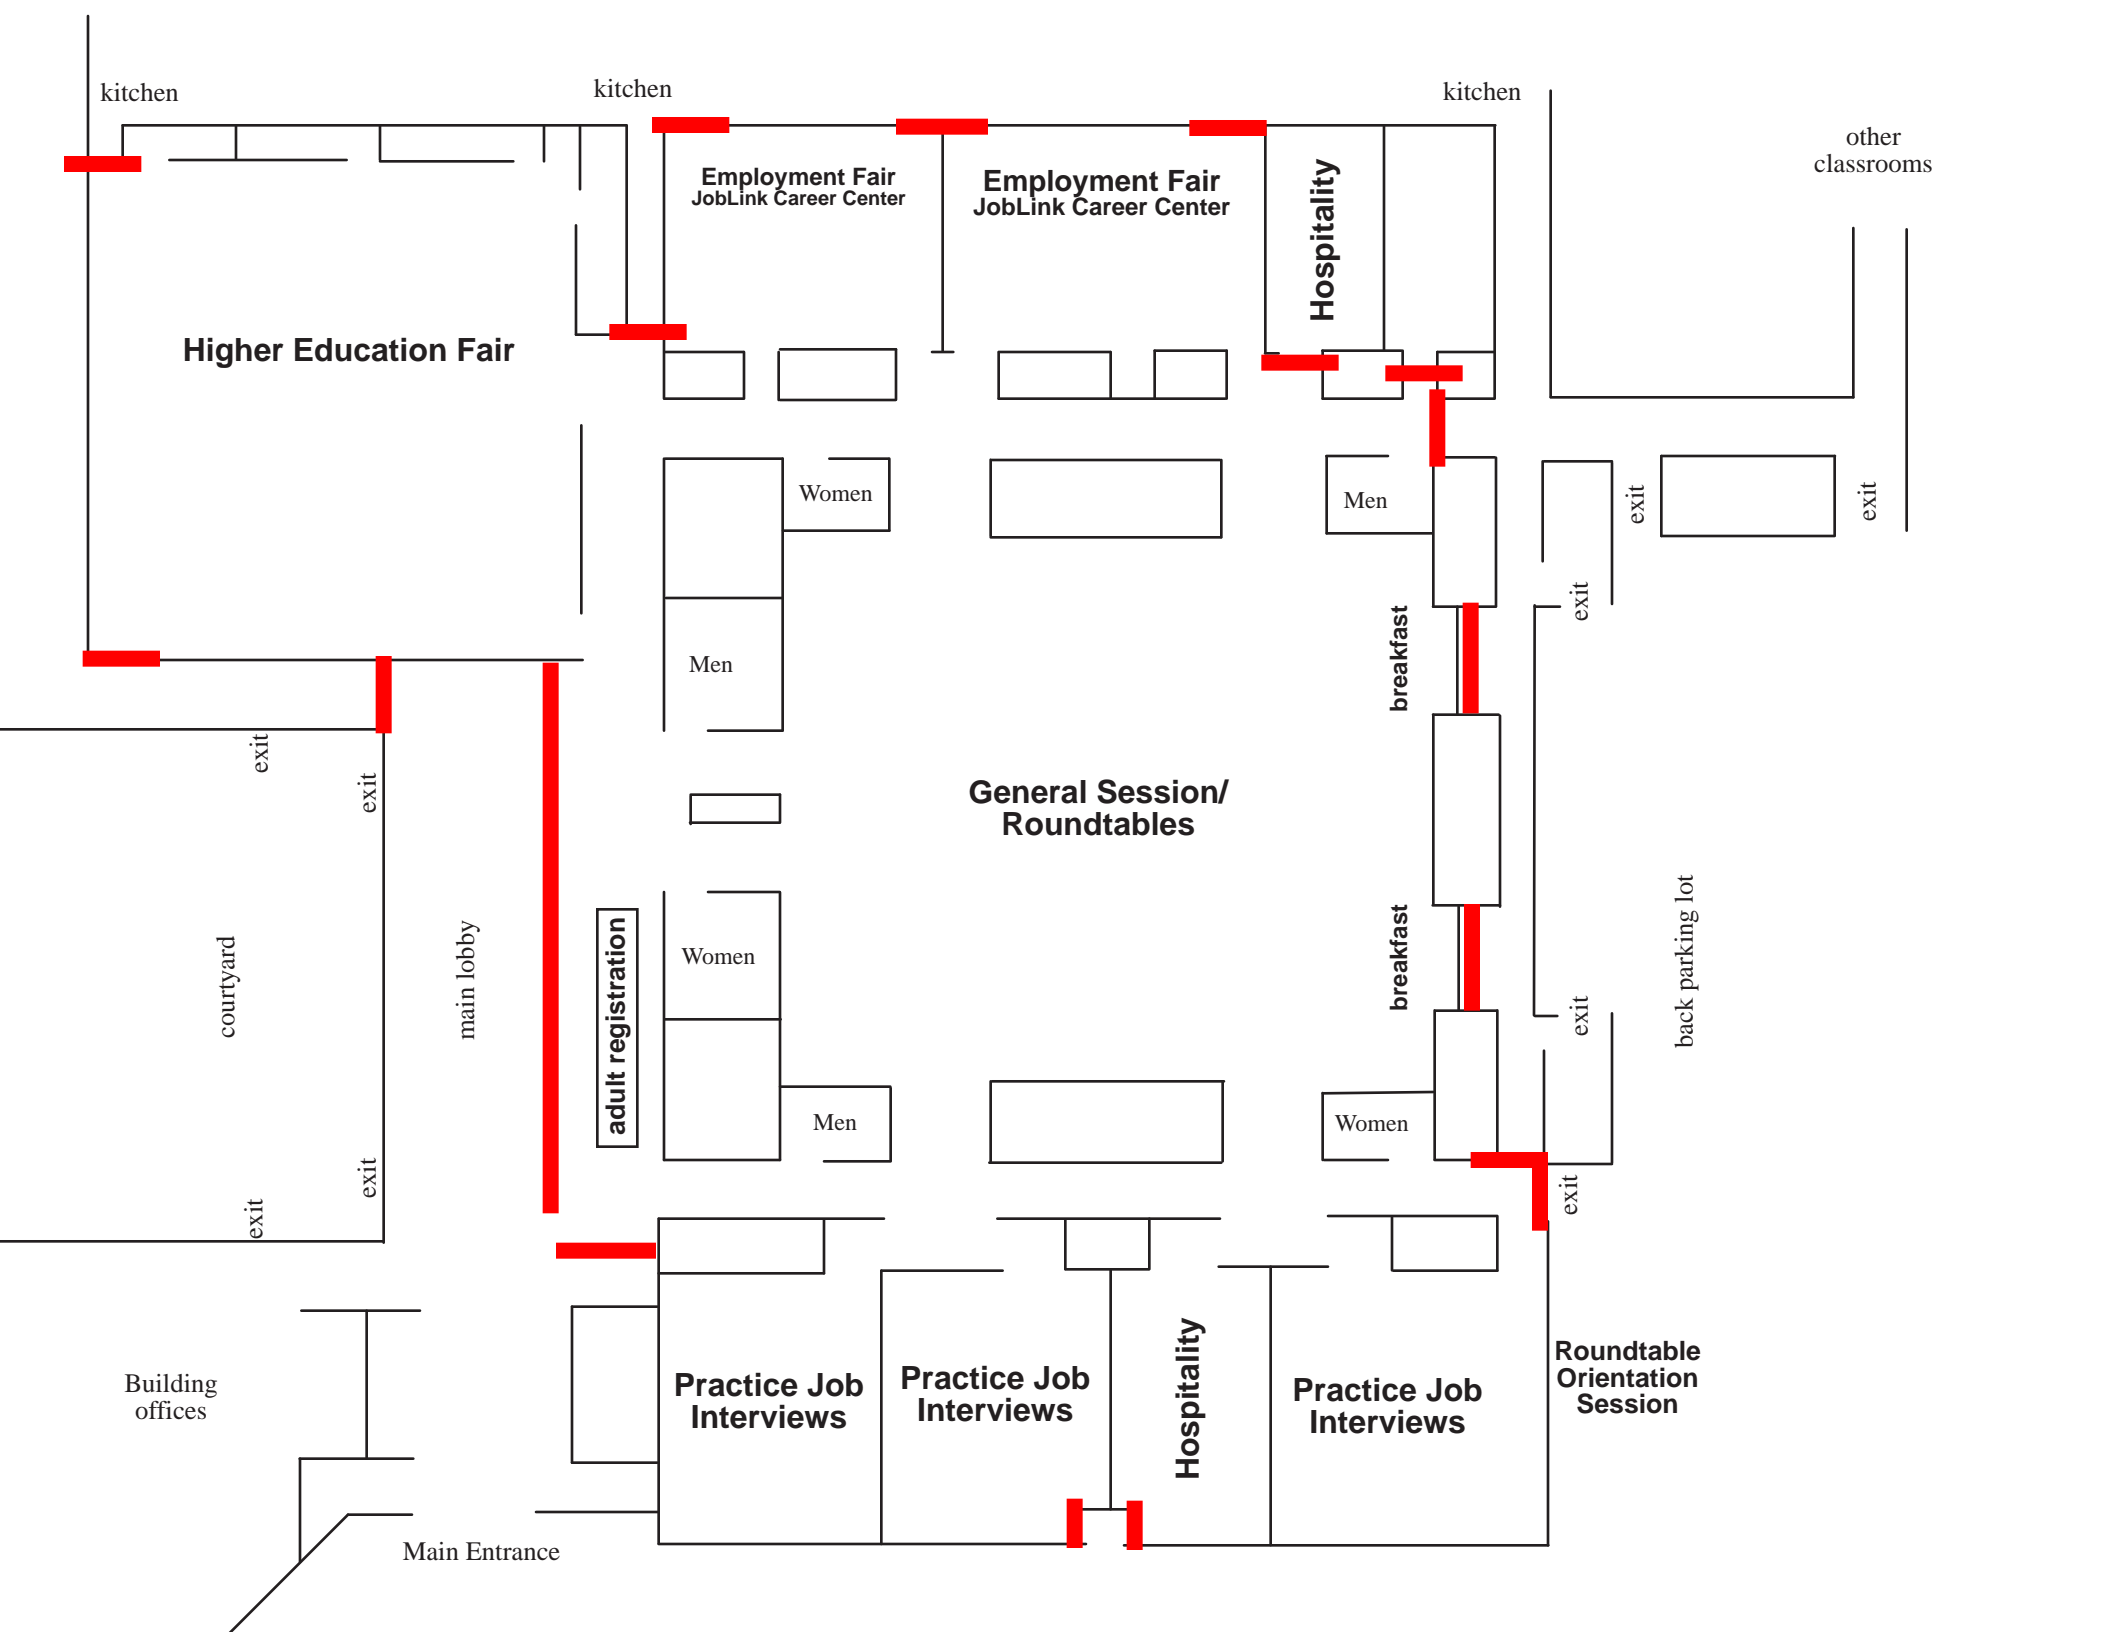 kitchen
kitchen
kitchen
other
classrooms
Employment Fair
JobLink Career Center
Employment Fair
JobLink Career Center
Hospitality
Higher Education Fair
Women
Men
exit
exit
exit
breakfast
Men
exit
exit
General Session/
Roundtables
breakfast
back parking lot
courtyard
main lobby
adult registration
Women
exit
Men
Women
exit
exit
exit
Building
offices
Practice Job
Interviews
Practice Job
Interviews
Hospitality
Practice Job
Interviews
Roundtable
Orientation
Session
Main Entrance